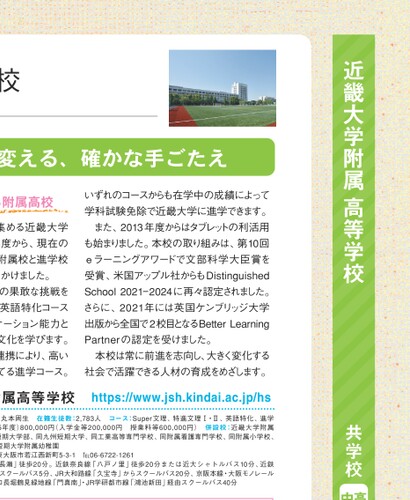 校
変える、確かな手ごたえ
附属高校
集める近畿大学
度から、現在の
附属校と進学校
かけました。
の果敢な挑戦を
英語特化コース
ケーション能力と
文化を学びます。
連携により、高い
てる進学コース。
いずれのコースからも在学中の成績によって
学科試験免除で近畿大学に進学できます。
また、2013年度からはタブレットの利活用
も始まりました。本校の取り組みは、第10回
eラーニングアワードで文部科学大臣賞を
受賞、米国アップル社からもDistinguished
School 2021−2024に再々認定されました。
さらに、2021年には英国ケンブリッジ大学
出版から全国で2校目となるBetter Learning
Partnerの認定を受けました。
本校は常に前進を志向し、大きく変化する
社会で活躍できる人材の育成をめざします。
属高等学校 https://www.jsh.kindai.ac.jp/hs
丸本周生 在籍生徒数:2,783人 コース:Super文理、特進文理Ⅰ・Ⅱ、英語特化、進学
年度):800,000円(入学金等200,000円 授業料等600,000円) 併設校:近畿大学附属
短期大学部、同九州短期大学、同工業高等専門学校、同附属看護専門学校、同附属小学校、
短期大学附属幼稚園
東大阪市若江西新町5-3-1 ℡06-6722-1261
長瀬」徒歩20分。近鉄奈良線「八戸ノ里」徒歩20分または近大シャトルバス10分、近鉄
スクールバス5分、JR大和路線「久宝寺」からスクールバス20分、京阪本線・大阪モノレール
ロ長堀鶴見緑地線「門真南」・JR学研都市線「鴻池新田」経由スクールバス40分
近畿大学附属高等学校
共学校
高
中